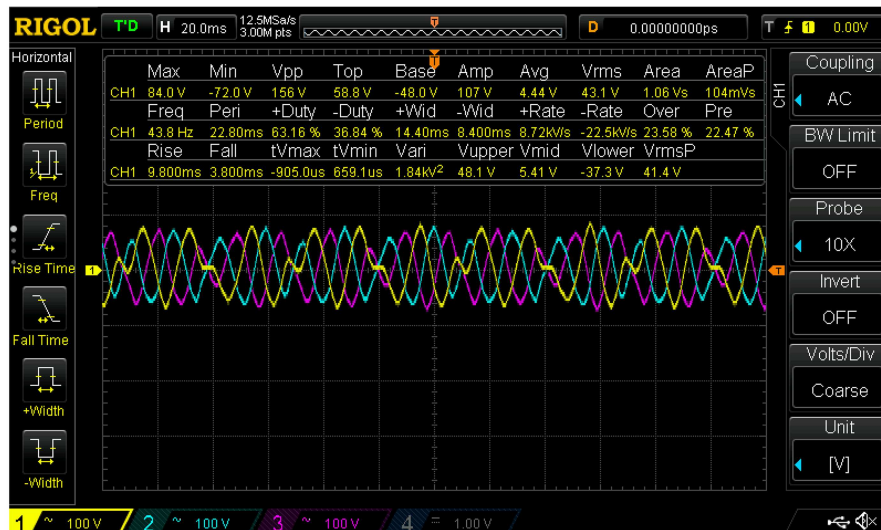 RIGOL T'D H 20.0ms 12.5MSa/s 3.00M pts D 0.00000000ps T 1 0.00V
Horizontal
Period
Freq
Rise Time
Fall Time
+Width
-Width
Max Min Vpp Top Base Amp Avg Vrms Area AreaP
CH1 84.0 V -72.0 V 156 V 58.8 V -48.0 V 107 V 4.44 V 43.1 V 1.06 Vs 104mVs
Freq Peri +Duty -Duty +Wid -Wid +Rate -Rate Over Pre
CH1 43.8 Hz 22.80ms 63.16 % 36.84 % 14.40ms 8.400ms 8.72kV/s -22.5kV/s 23.58 % 22.47 %
Rise Fall tVmax tVmin Vari Vupper Vmid Vlower VrmsP
CH1 9.800ms 3.800ms -905.0us 659.1us 1.84kV² 48.1 V 5.41 V -37.3 V 41.4 V
T
1
T
CH1
Coupling
AC
BW Limit
OFF
Probe
10X
Invert
OFF
Volts/Div
Coarse
Unit
[V]
1 ~ 100 V 2 ~ 100 V 3 ~ 100 V 4 = 1.00 V